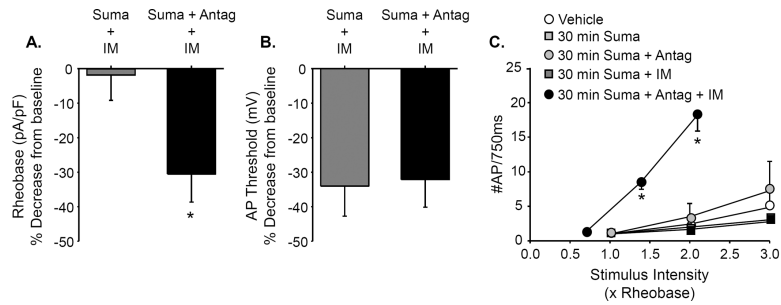 A.
Suma
+
IM
Suma + Antag
+
IM
Rheobase (pA/pF)
% Decrease from baseline
0
-10
-20
-30
-40
-50
*
B.
Suma
+
IM
Suma + Antag
+
IM
AP Threshold (mV)
% Decrease from baseline
0
-10
-20
-30
-40
-50
C.
Vehicle
30 min Suma
30 min Suma + Antag
30 min Suma + IM
30 min Suma + Antag + IM
#AP/750ms
25
20
15
10
5
0
*
*
0.0 0.5 1.0 1.5 2.0 2.5 3.0
Stimulus Intensity
(x Rheobase)